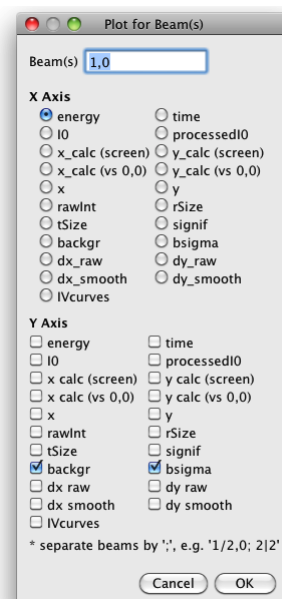 Plot for Beam(s)
Beam(s) 1,0
X Axis
energy time
I0 processedI0
x_calc (screen) y_calc (screen)
x_calc (vs 0,0) y_calc (vs 0,0)
x y
rawInt rSize
tSize signif
backgr bsigma
dx_raw dy_raw
dx_smooth dy_smooth
IVcurves
Y Axis
energy time
I0 processedI0
x calc (screen) y calc (screen)
x calc (vs 0,0) y calc (vs 0,0)
x y
rawInt rSize
tSize signif
backgr bsigma
dx raw dy raw
dx smooth dy smooth
IVcurves
* separate beams by ';', e.g. '1/2,0; 2|2'
Cancel OK